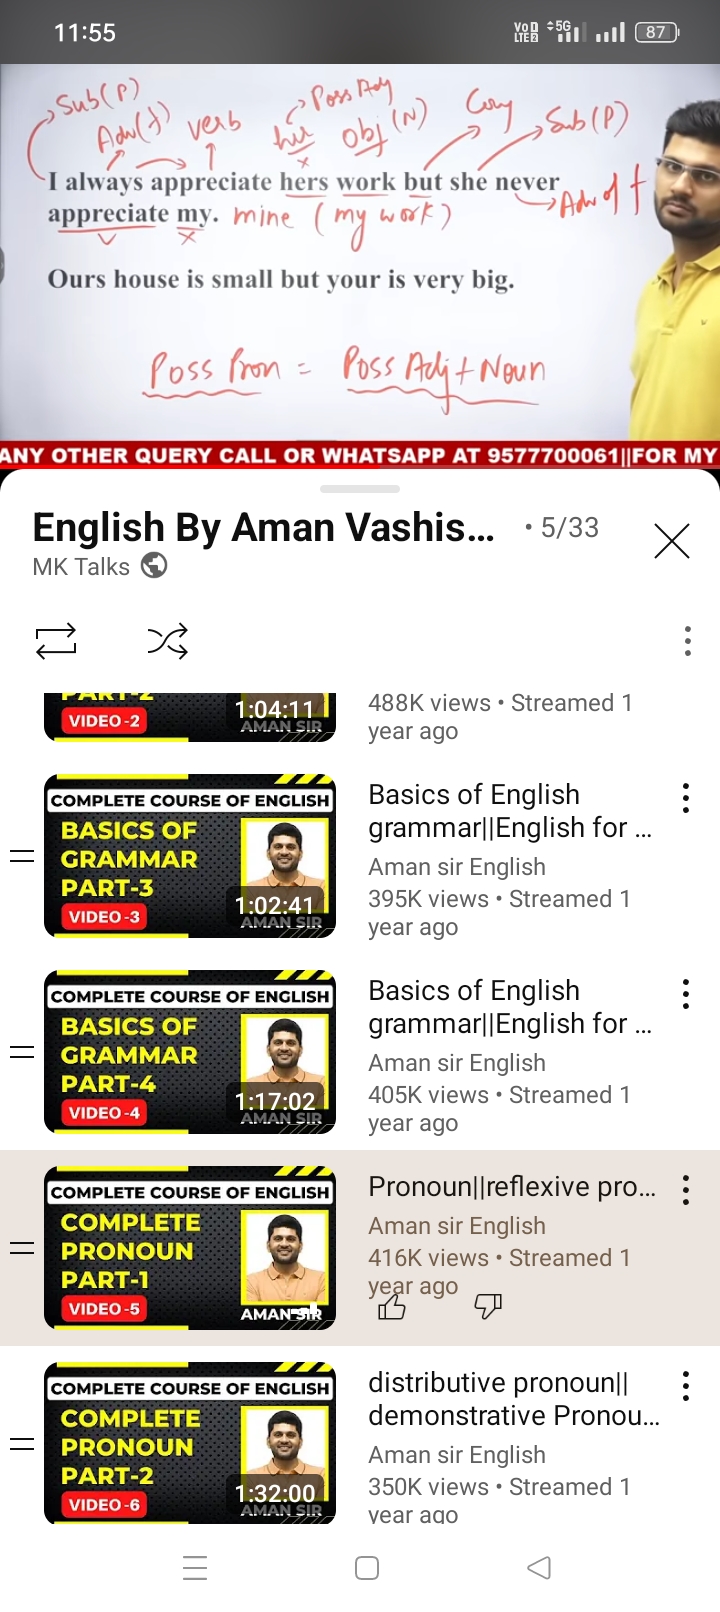 11:55
VoD
LTE2
5G
87
Sub(P)
Adv(f)
verb
Poss Adj
her
x
obj (N)
Conj
Sub(P)
I always appreciate hers work but she never
Adv of f
appreciate my. mine (my work)
Ours house is small but your is very big.
Poss Pron = Poss Adj + Noun
ANY OTHER QUERY CALL OR WHATSAPP AT 9577700061||FOR MY
English By Aman Vashis... • 5/33
MK Talks
PART-2
VIDEO-2
1:04:11
AMAN SIR
488K views • Streamed 1
year ago
COMPLETE COURSE OF ENGLISH
BASICS OF
GRAMMAR
PART-3
VIDEO-3
1:02:41
AMAN SIR
Basics of English
grammar||English for ...
Aman sir English
395K views • Streamed 1
year ago
COMPLETE COURSE OF ENGLISH
BASICS OF
GRAMMAR
PART-4
VIDEO-4
1:17:02
AMAN SIR
Basics of English
grammar||English for ...
Aman sir English
405K views • Streamed 1
year ago
COMPLETE COURSE OF ENGLISH
COMPLETE
PRONOUN
PART-1
VIDEO-5
AMAN SIR
Pronoun||reflexive pro...
Aman sir English
416K views • Streamed 1
year ago
COMPLETE COURSE OF ENGLISH
COMPLETE
PRONOUN
PART-2
VIDEO-6
1:32:00
AMAN SIR
distributive pronoun||
demonstrative Pronou...
Aman sir English
350K views • Streamed 1
year ago